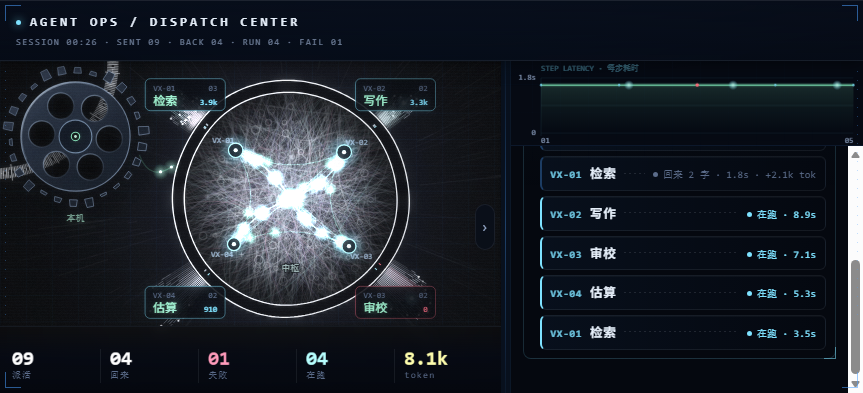 AGENT OPS / DISPATCH CENTER
SESSION 00:26 · SENT 09 · BACK 04 · RUN 04 · FAIL 01
VX-01 03
检索 3.9k
VX-02 02
写作 3.3k
VX-01
VX-02
本机
VX-04
VX-03
中枢
VX-04 02
估算 910
VX-03 02
审校 0
09
派活
04
回来
01
失败
04
在跑
8.1k
token
STEP LATENCY · 每步耗时
1.8s
0
01 05
VX-01 检索 回来 2 字 · 1.8s · +2.1k tok
VX-02 写作 在跑 · 8.9s
VX-03 审校 在跑 · 7.1s
VX-04 估算 在跑 · 5.3s
VX-01 检索 在跑 · 3.5s